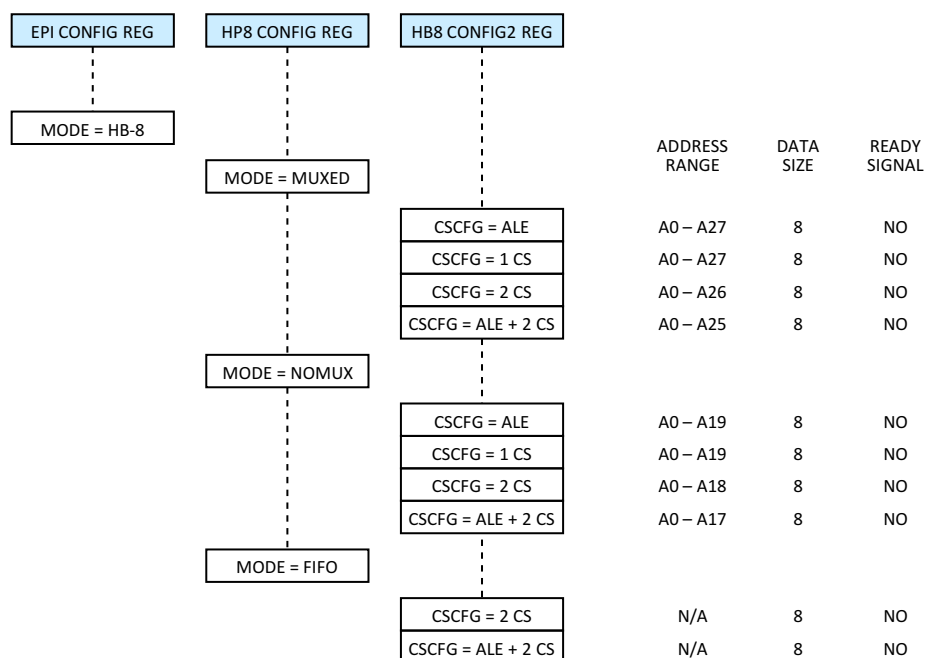 EPI CONFIG REG HP8 CONFIG REG HB8 CONFIG2 REG
MODE = HB-8
ADDRESS RANGE DATA SIZE READY SIGNAL
MODE = MUXED
CSCFG = ALE A0 – A27 8 NO
CSCFG = 1 CS A0 – A27 8 NO
CSCFG = 2 CS A0 – A26 8 NO
CSCFG = ALE + 2 CS A0 – A25 8 NO
MODE = NOMUX
CSCFG = ALE A0 – A19 8 NO
CSCFG = 1 CS A0 – A19 8 NO
CSCFG = 2 CS A0 – A18 8 NO
CSCFG = ALE + 2 CS A0 – A17 8 NO
MODE = FIFO
CSCFG = 2 CS N/A 8 NO
CSCFG = ALE + 2 CS N/A 8 NO